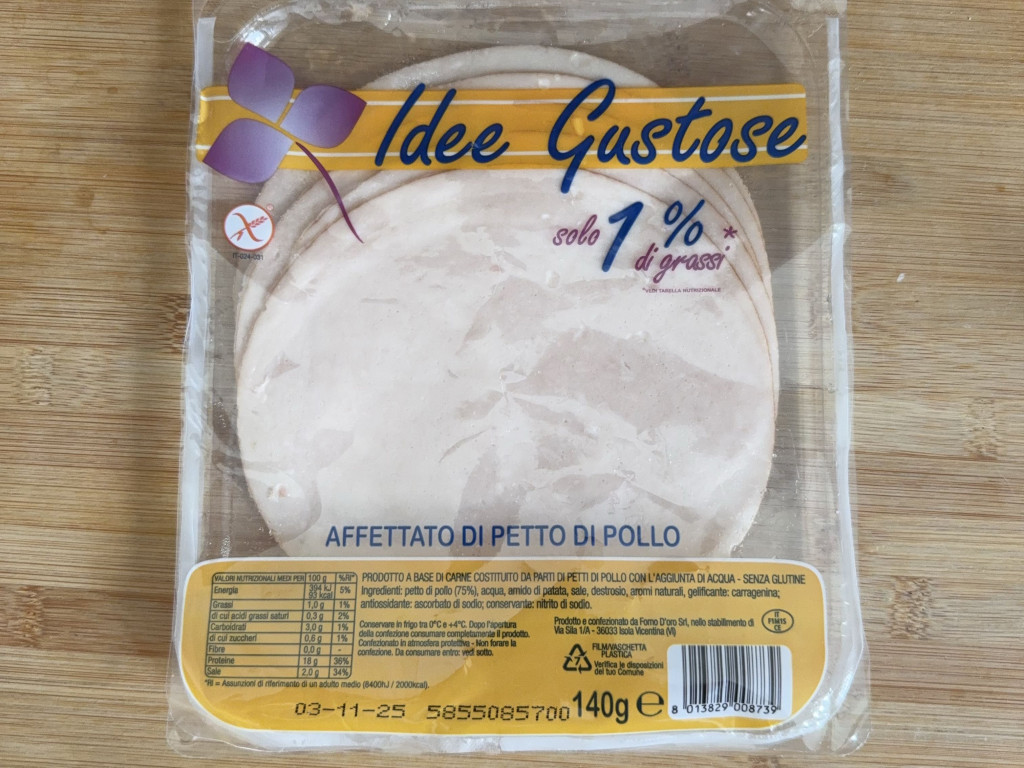 Idee Gustose
solo 1% *
di grassi
*VEDI TABELLA NUTRIZIONALE
IT-024-031
AFFETTATO DI PETTO DI POLLO
VALORI NUTRIZIONALI MEDI PER 100 g %RI*
Energia 394 kJ 93 kcal 5%
Grassi 1,0 g 1%
di cui acidi grassi saturi 0,3 g 2%
Carboidrati 3,0 g 1%
di cui zuccheri 0,6 g 1%
Fibre 0,0 g -
Proteine 18 g 36%
Sale 2,0 g 34%
*RI = Assunzioni di riferimento di un adulto medio (8400hJ / 2000kcal).
PRODOTTO A BASE DI CARNE COSTITUITO DA PARTI DI PETTI DI POLLO CON L'AGGIUNTA DI ACQUA - SENZA GLUTINE
Ingredienti: petto di pollo (75%), acqua, amido di patata, sale, destrosio, aromi naturali, gelificante: carragenina;
antiossidante: ascorbato di sodio; conservante: nitrito di sodio.
Conservare in frigo tra 0°C e +4°C. Dopo l'apertura
della confezione consumare completamente il prodotto.
Confezionato in atmosfera protettiva - Non forare la
confezione. Da consumare entro: vedi sotto.
Prodotto e confezionato da Forno D'oro Srl, nello stabilimento di
Via Sila 1/A - 36033 Isola Vicentina (VI)
IT
F1M1S
CE
FILM/VASCHETTA
PLASTICA
Verifica le disposizioni
del tuo Comune
03-11-25 5855085700
140g e
8 013829 008739